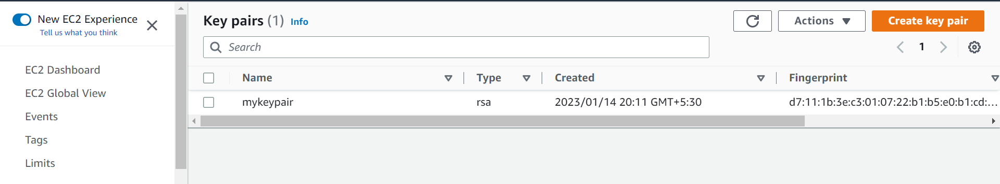 New EC2 Experience
Tell us what you think
EC2 Dashboard
EC2 Global View
Events
Tags
Limits
Key pairs (1) Info
Actions
Create key pair
Search
1
Name Type Created Fingerprint
mykeypair rsa 2023/01/14 20:11 GMT+5:30 d7:11:1b:3e:c3:01:07:22:b1:b5:e0:b1:cd:...